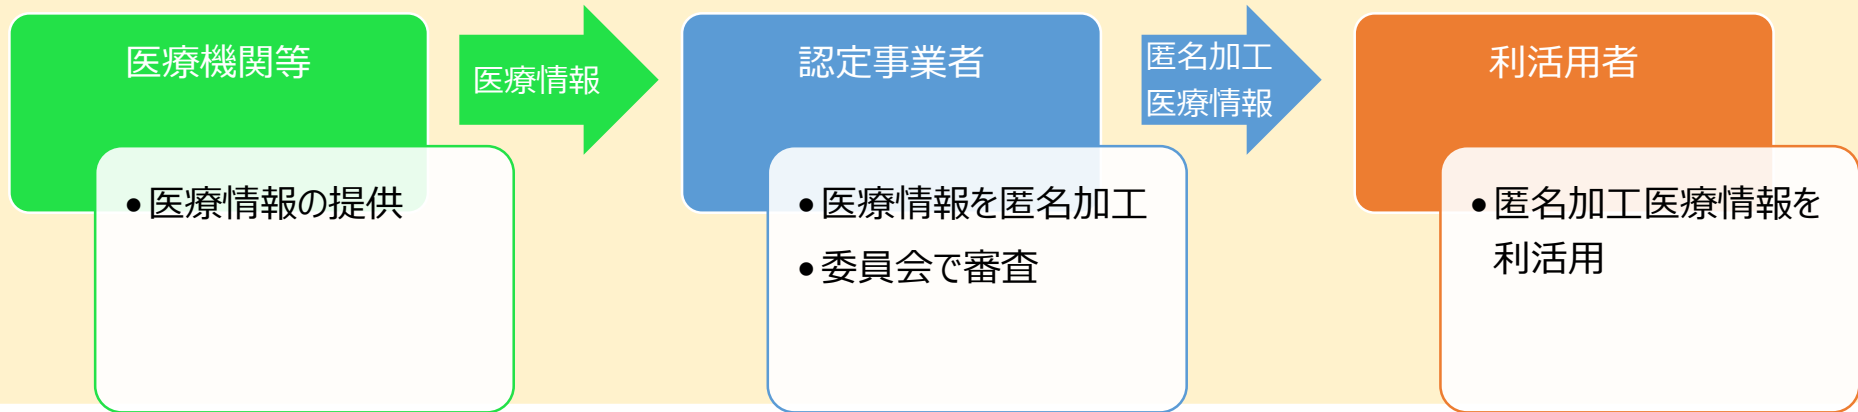 医療機関等
医療情報
認定事業者
匿名加工
医療情報
利活用者
•医療情報の提供
•医療情報を匿名加工
•委員会で審査
•匿名加工医療情報を
利活用